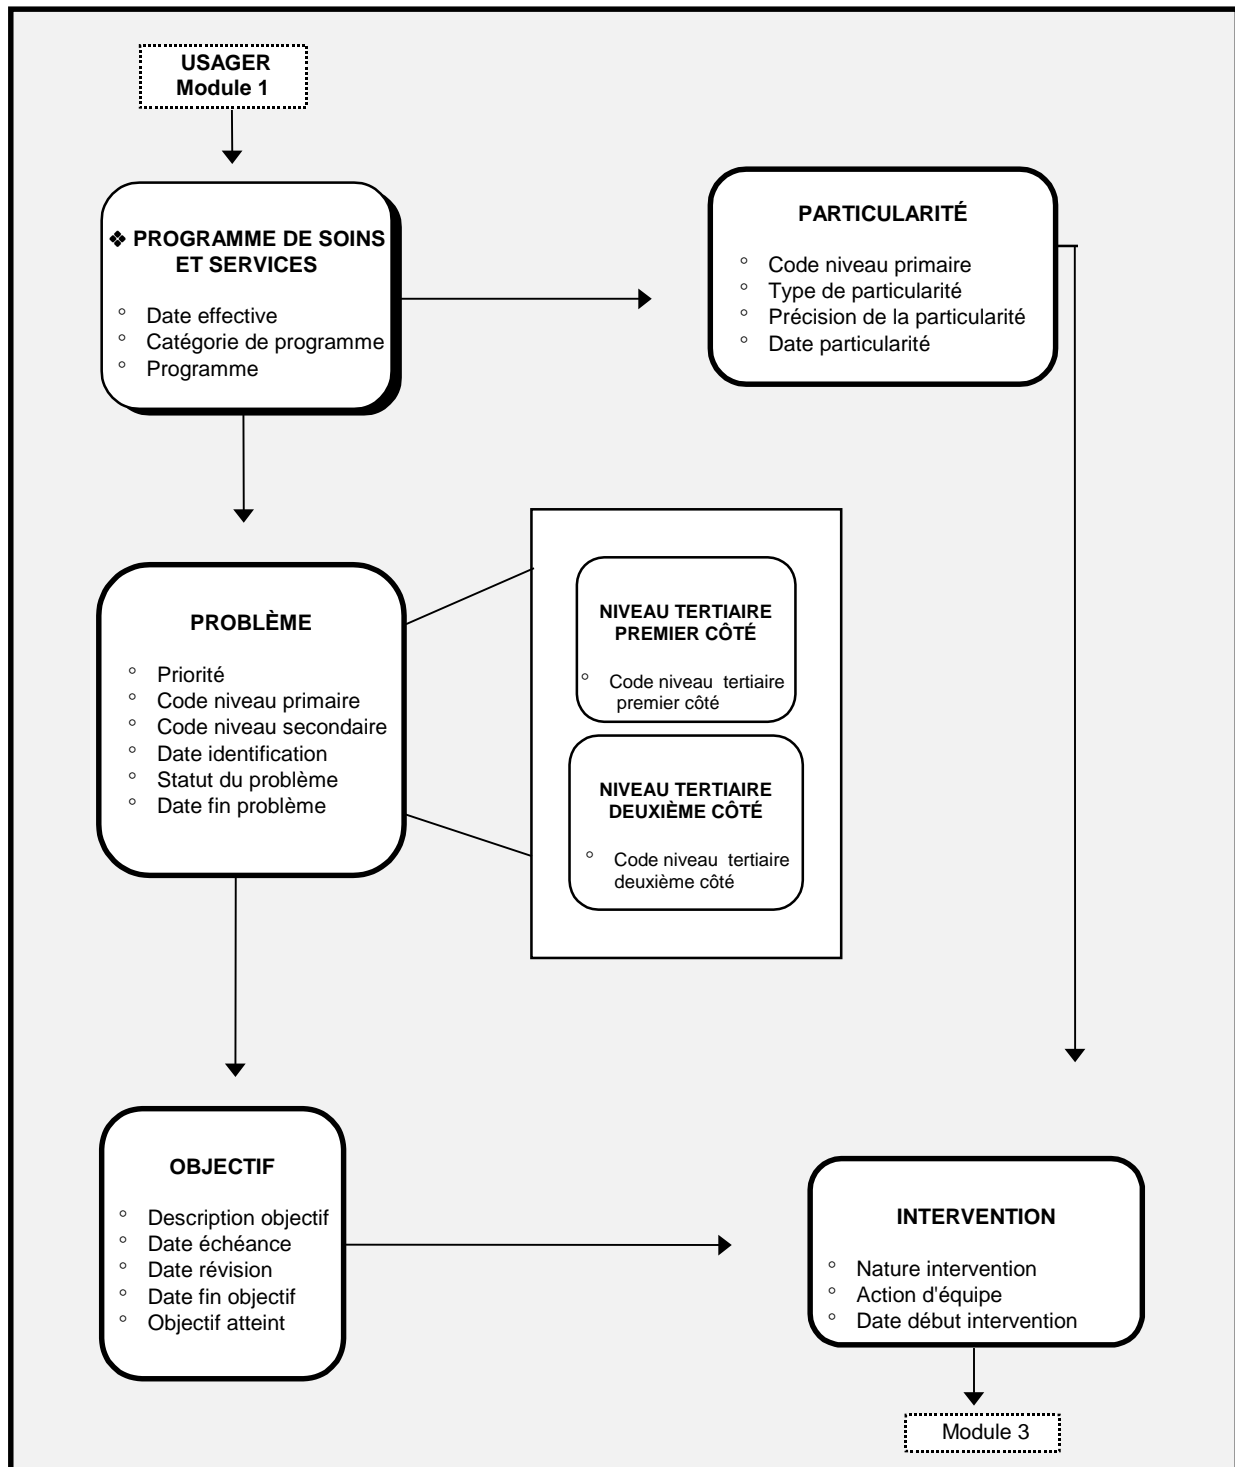 USAGER
Module 1
❖ PROGRAMME DE SOINS
ET SERVICES
° Date effective
° Catégorie de programme
° Programme
PARTICULARITÉ
° Code niveau primaire
° Type de particularité
° Précision de la particularité
° Date particularité
PROBLÈME
° Priorité
° Code niveau primaire
° Code niveau secondaire
° Date identification
° Statut du problème
° Date fin problème
NIVEAU TERTIAIRE
PREMIER CÔTÉ
° Code niveau tertiaire
premier côté
NIVEAU TERTIAIRE
DEUXIÈME CÔTÉ
° Code niveau tertiaire
deuxième côté
OBJECTIF
° Description objectif
° Date échéance
° Date révision
° Date fin objectif
° Objectif atteint
INTERVENTION
° Nature intervention
° Action d'équipe
° Date début intervention
Module 3